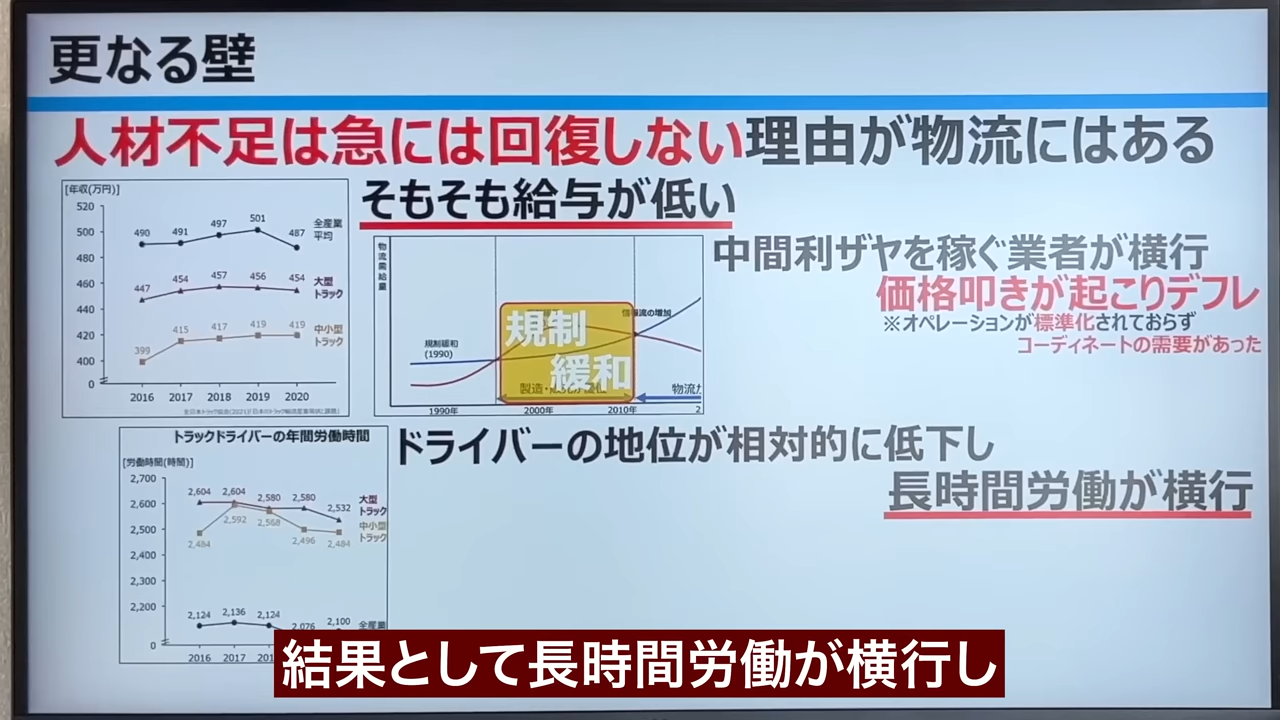 更なる壁
人材不足は急には回復しない理由が物流にはある
[年収(万円)]
520
500
480
460
440
420
400
0
490 491 497 501 487
全産業
平均
447 454 457 456 454
大型
トラック
399 415 417 419 419
中小型
トラック
2016 2017 2018 2019 2020
そもそも給与が低い
物流需給量
規制緩和
(1990)
規制
緩和
の増加
製造・
物流
1990年 2000年 2010年 2
中間利ザヤを稼ぐ業者が横行
価格叩きが起こりデフレ
※オペレーションが標準化されておらず
コーディネートの需要があった
トラックドライバーの年間労働時間
[労働時間(時間)]
2,700
2,600
2,500
2,400
2,300
2,200
0
2,604 2,604 2,580 2,580 2,532
大型
トラック
2,484 2,592 2,568 2,496 2,484
中小型
トラック
2,124 2,136 2,124 2,076 2,100
全産業
2016 2017 201
ドライバーの地位が相対的に低下し
長時間労働が横行
結果として長時間労働が横行し